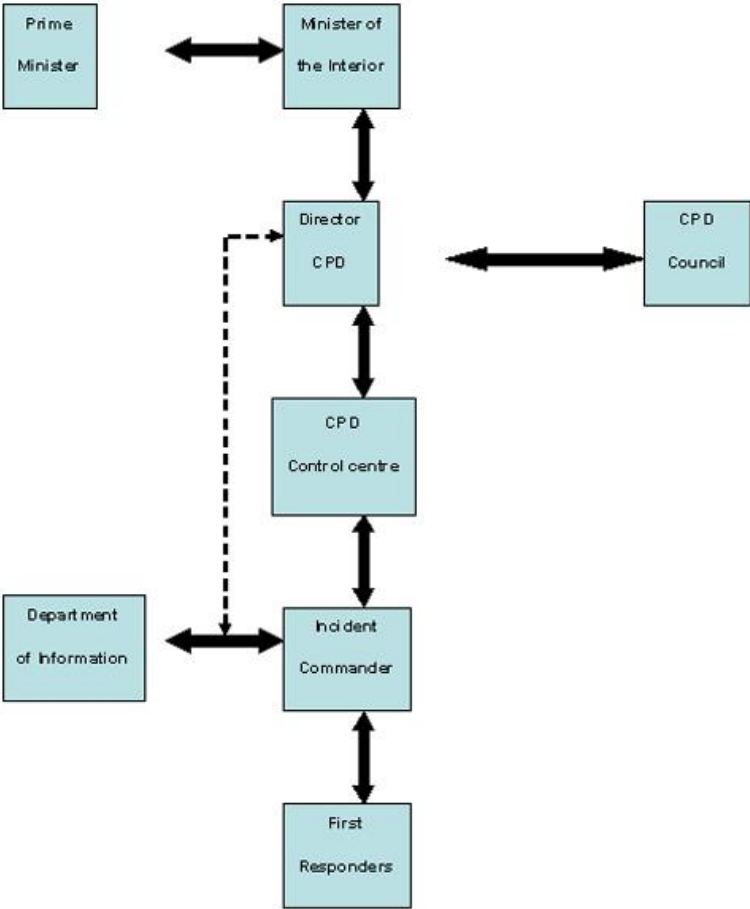 Prime
Minister
Minister of
the Interior
Director
CPD
CPD
Council
CPD
Control centre
Department
of Information
Incident
Commander
First
Responders